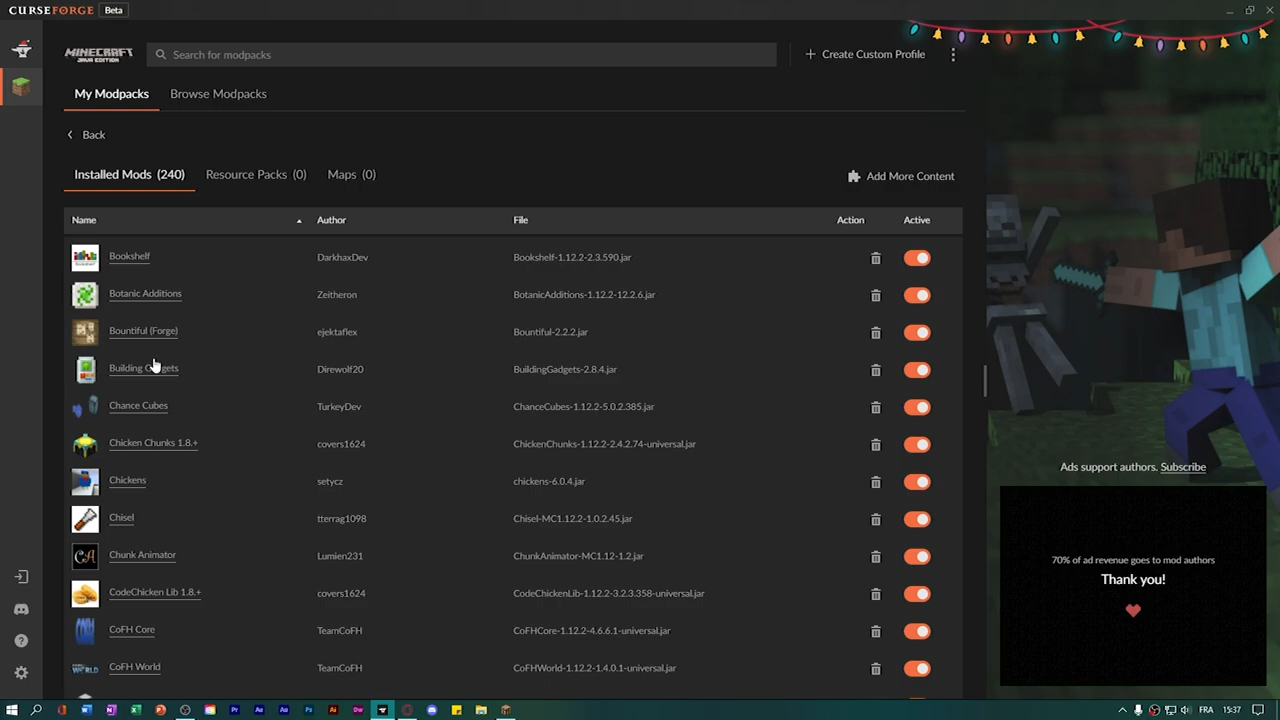 CURSEFORGE Beta
MINECRAFT
JAVA EDITION
Search for modpacks
Create Custom Profile
My Modpacks Browse Modpacks
Back
Installed Mods (240) Resource Packs (0) Maps (0)
Add More Content
Name Author File Action Active
Bookshelf DarkhaxDev Bookshelf-1.12.2-2.3.590.jar
Botanic Additions Zeitheron BotanicAdditions-1.12.2-12.2.6.jar
Bountiful (Forge) ejektaflex Bountiful-2.2.2.jar
Building Gadgets Direwolf20 BuildingGadgets-2.8.4.jar
Chance Cubes TurkeyDev ChanceCubes-1.12.2-5.0.2.385.jar
Chicken Chunks 1.8.+ covers1624 ChickenChunks-1.12.2-2.4.2.74-universal.jar
Chickens setycz chickens-6.0.4.jar
Chisel tterrag1098 Chisel-MC1.12.2-1.0.2.45.jar
CA Chunk Animator Lumien231 ChunkAnimator-MC1.12-1.2.jar
CodeChicken Lib 1.8.+ covers1624 CodeChickenLib-1.12.2-3.2.3.358-universal.jar
CoFH Core TeamCoFH CoFHCore-1.12.2-4.6.6.1-universal.jar
WORLD CoFH World TeamCoFH CoFHWorld-1.12.2-1.4.0.1-universal.jar
Ads support authors. Subscribe
70% of ad revenue goes to mod authors
Thank you!
FRA 15:37